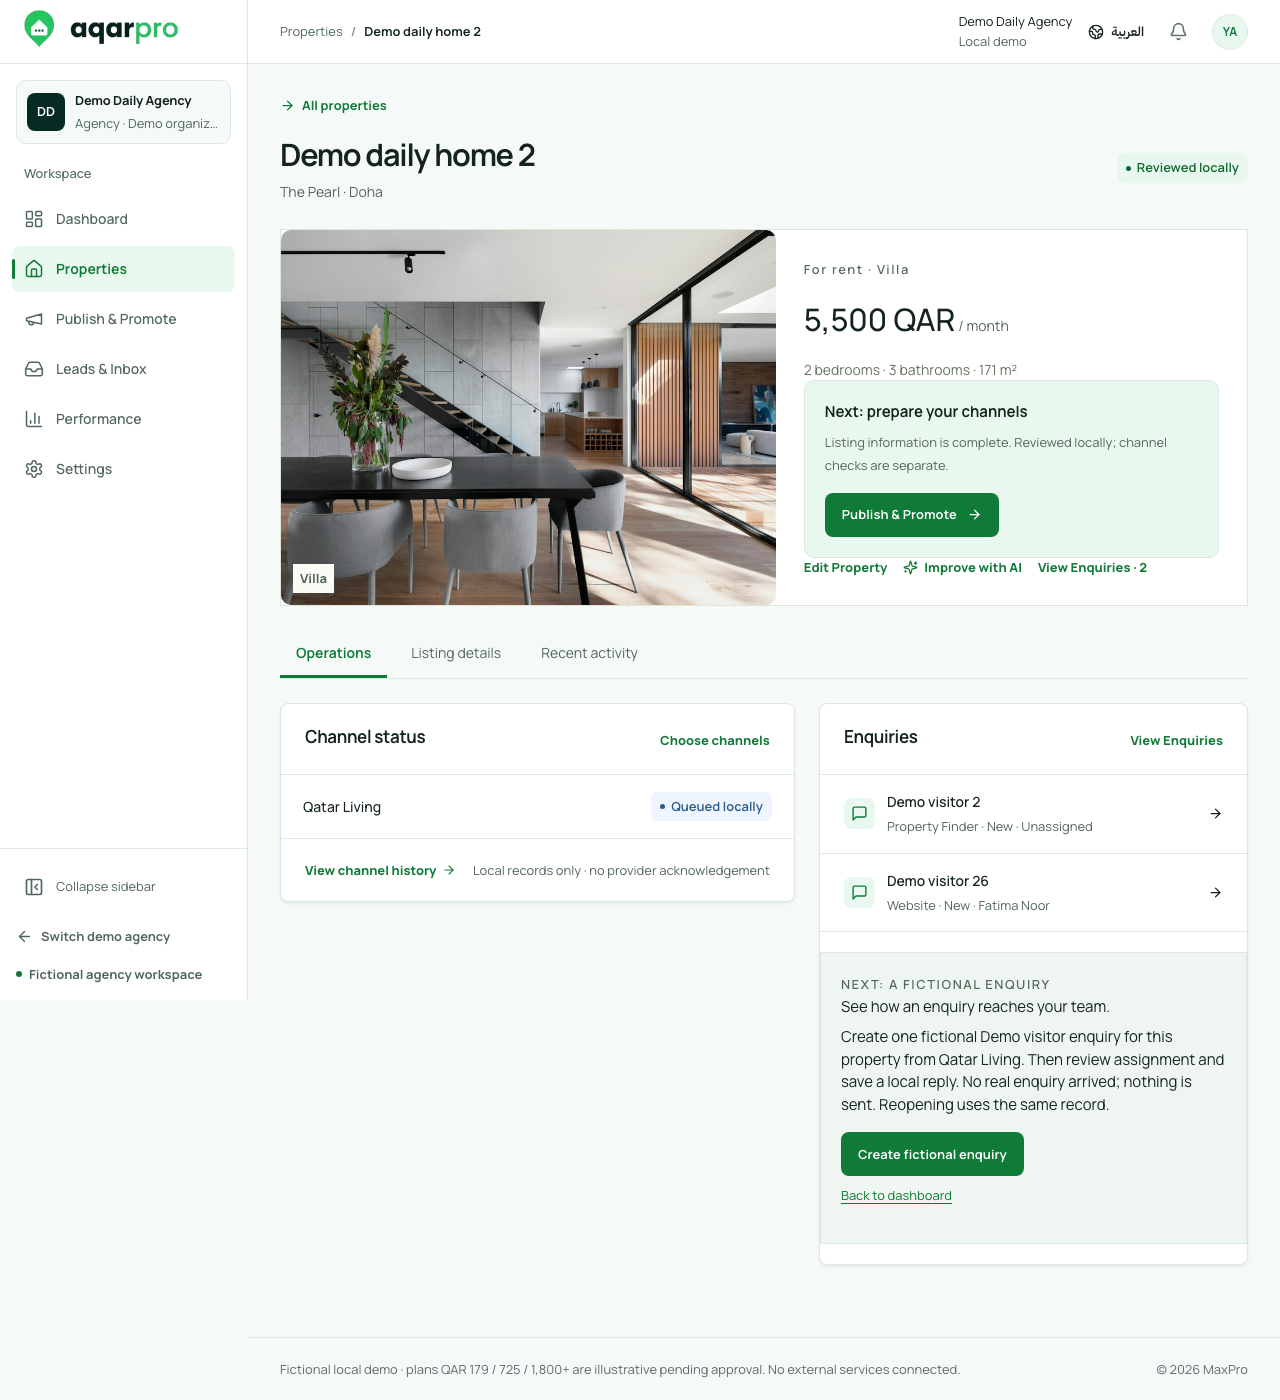 aqarpro
Properties / Demo daily home 2
Demo Daily Agency
Local demo
العربية
YA
DD
Demo Daily Agency
Agency · Demo organiz...
Workspace
Dashboard
Properties
Publish & Promote
Leads & Inbox
Performance
Settings
Collapse sidebar
Switch demo agency
Fictional agency workspace
All properties
Demo daily home 2
The Pearl · Doha
Reviewed locally
Villa
For rent · Villa
5,500 QAR / month
2 bedrooms · 3 bathrooms · 171 m²
Next: prepare your channels
Listing information is complete. Reviewed locally; channel
checks are separate.
Publish & Promote
Edit Property Improve with AI View Enquiries · 2
Operations Listing details Recent activity
Channel status
Choose channels
Qatar Living
Queued locally
View channel history
Local records only · no provider acknowledgement
Enquiries
View Enquiries
Demo visitor 2
Property Finder · New · Unassigned
Demo visitor 26
Website · New · Fatima Noor
NEXT: A FICTIONAL ENQUIRY
See how an enquiry reaches your team.
Create one fictional Demo visitor enquiry for this
property from Qatar Living. Then review assignment and
save a local reply. No real enquiry arrived; nothing is
sent. Reopening uses the same record.
Create fictional enquiry
Back to dashboard
Fictional local demo · plans QAR 179 / 725 / 1,800+ are illustrative pending approval. No external services connected.
© 2026 MaxPro